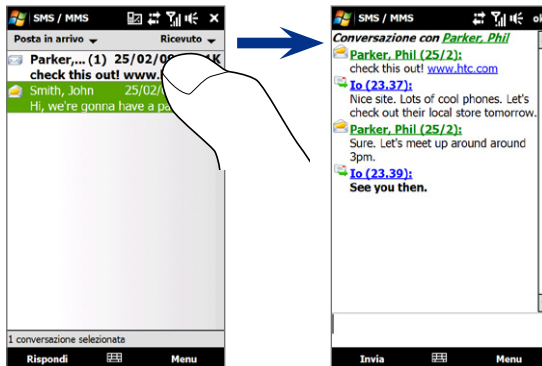 SMS / MMS
Posta in arrivo Ricevuto
Parker,... (1) 25/02/0 1K
check this out! www.
Smith, John 25/02/
Hi, we're gonna have a pa
1 conversazione selezionata
Rispondi Menu
SMS / MMS ok
Conversazione con Parker, Phil
Parker, Phil (25/2):
check this out! www.htc.com
Io (23.37):
Nice site. Lots of cool phones. Let's
check out their local store tomorrow.
Parker, Phil (25/2):
Sure. Let's meet up around around
3pm.
Io (23.39):
See you then.
Invia Menu